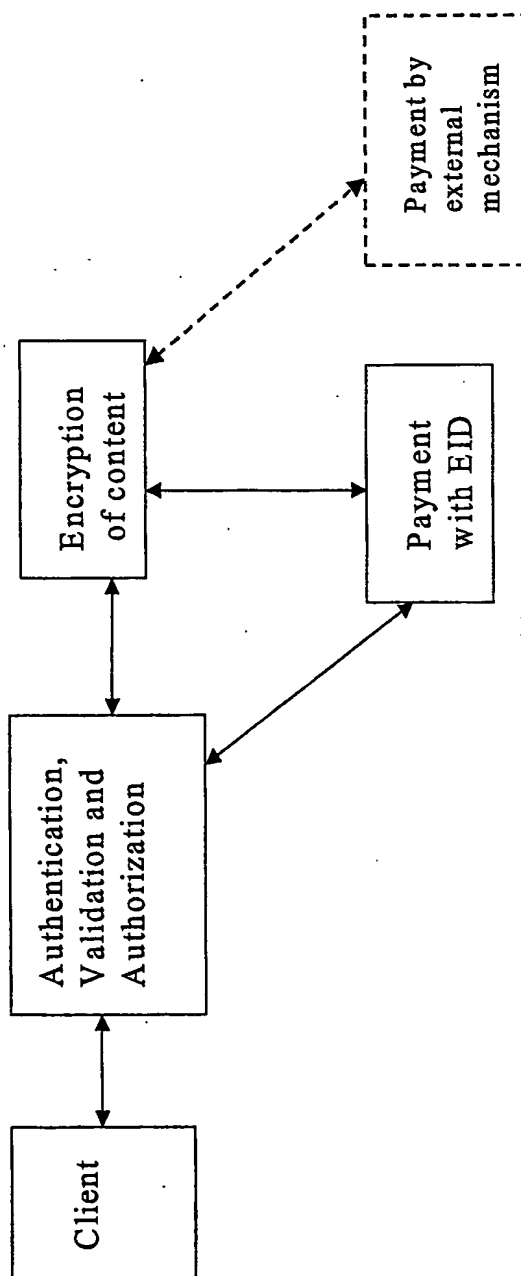 Client
Authentication,
Validation and
Authorization
Encryption
of content
Payment
with EID
Payment by
external
mechanism